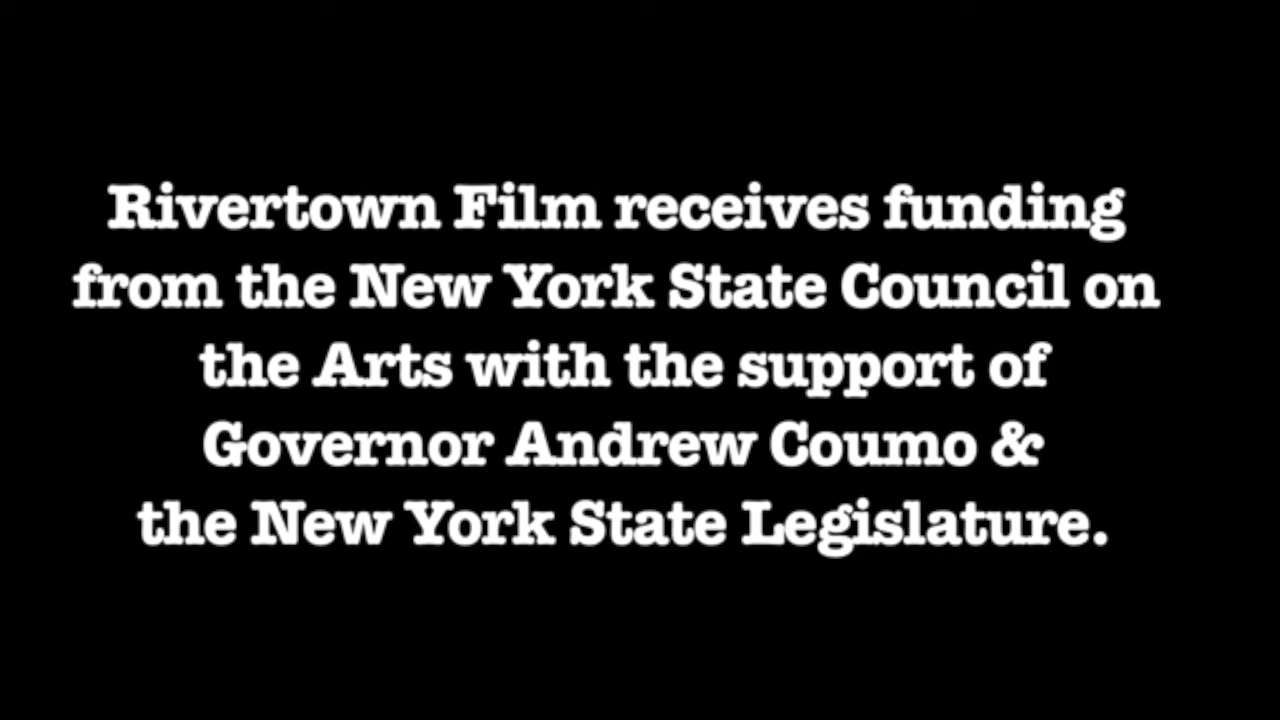 Rivertown Film receives funding
from the New York State Council on
the Arts with the support of
Governor Andrew Coumo &
the New York State Legislature.